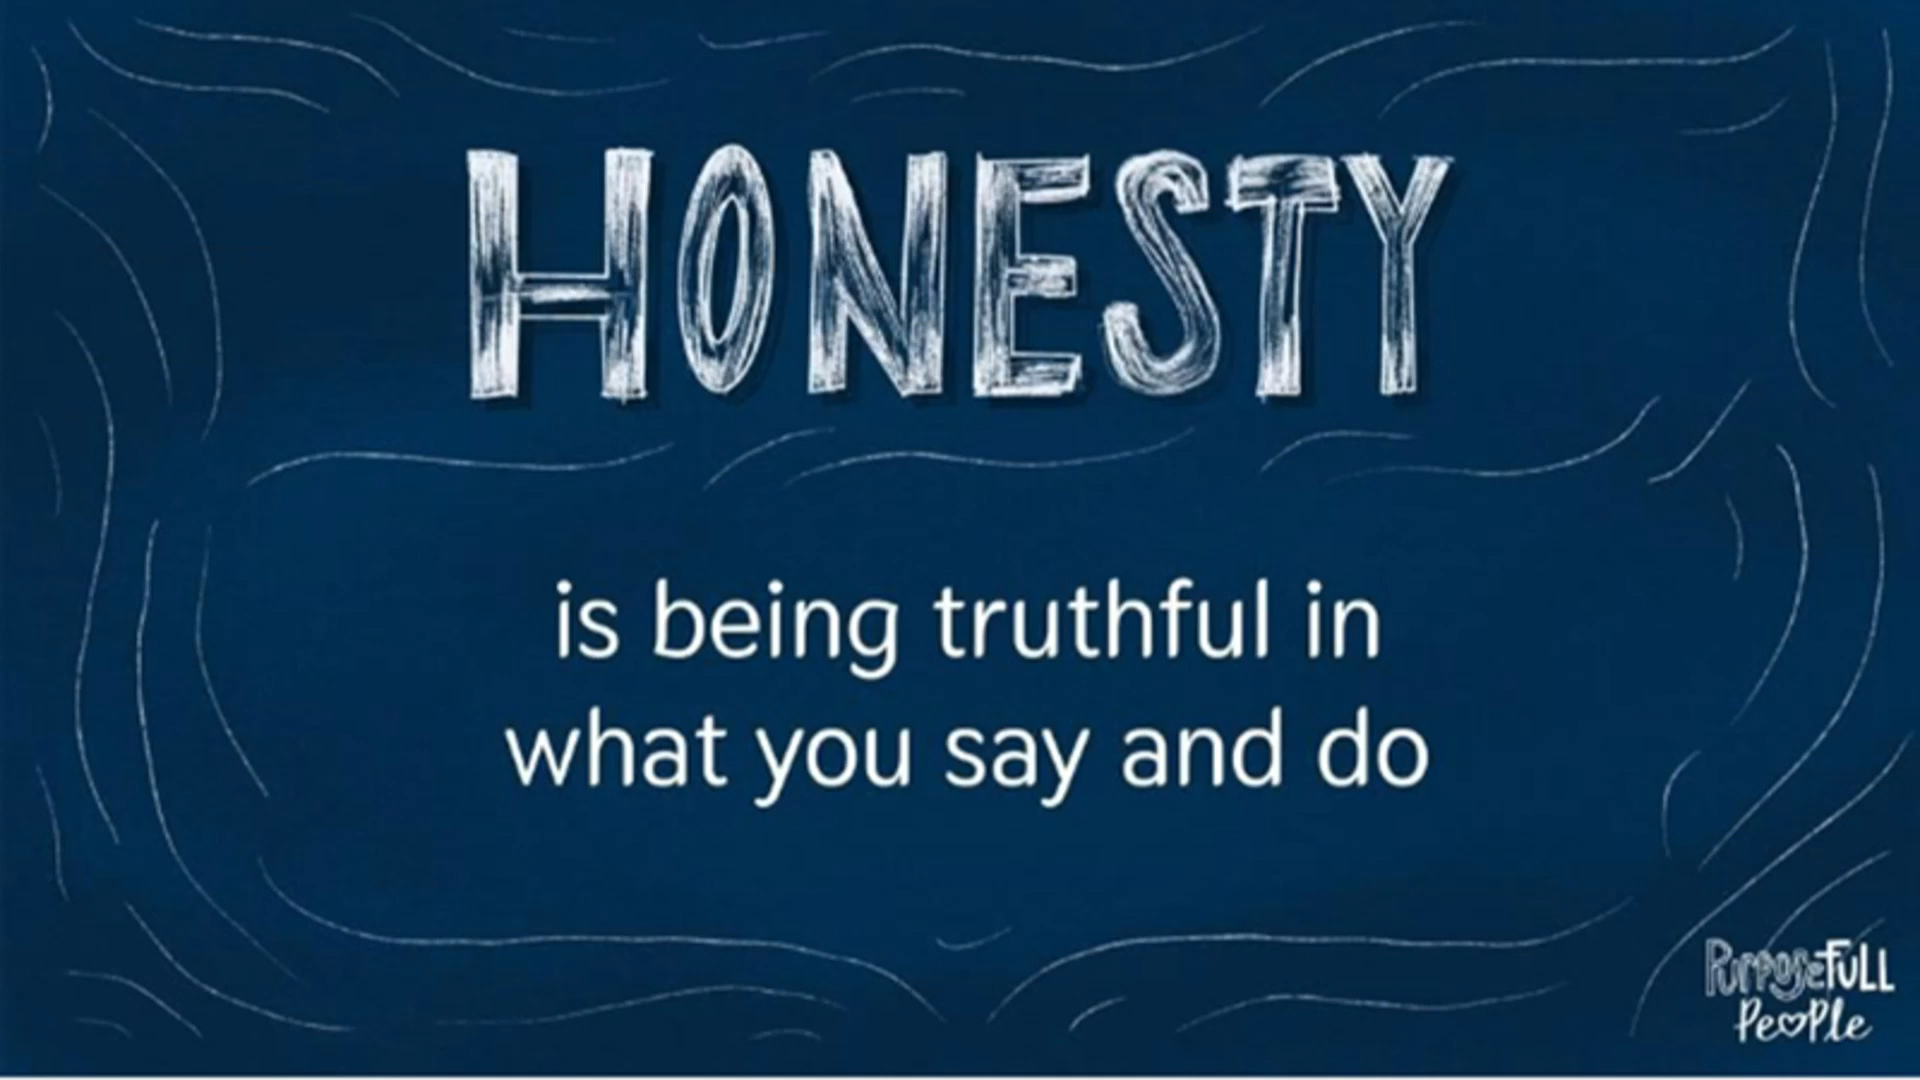 HONESTY
is being truthful in
what you say and do
PurposeFULL
PeoPle